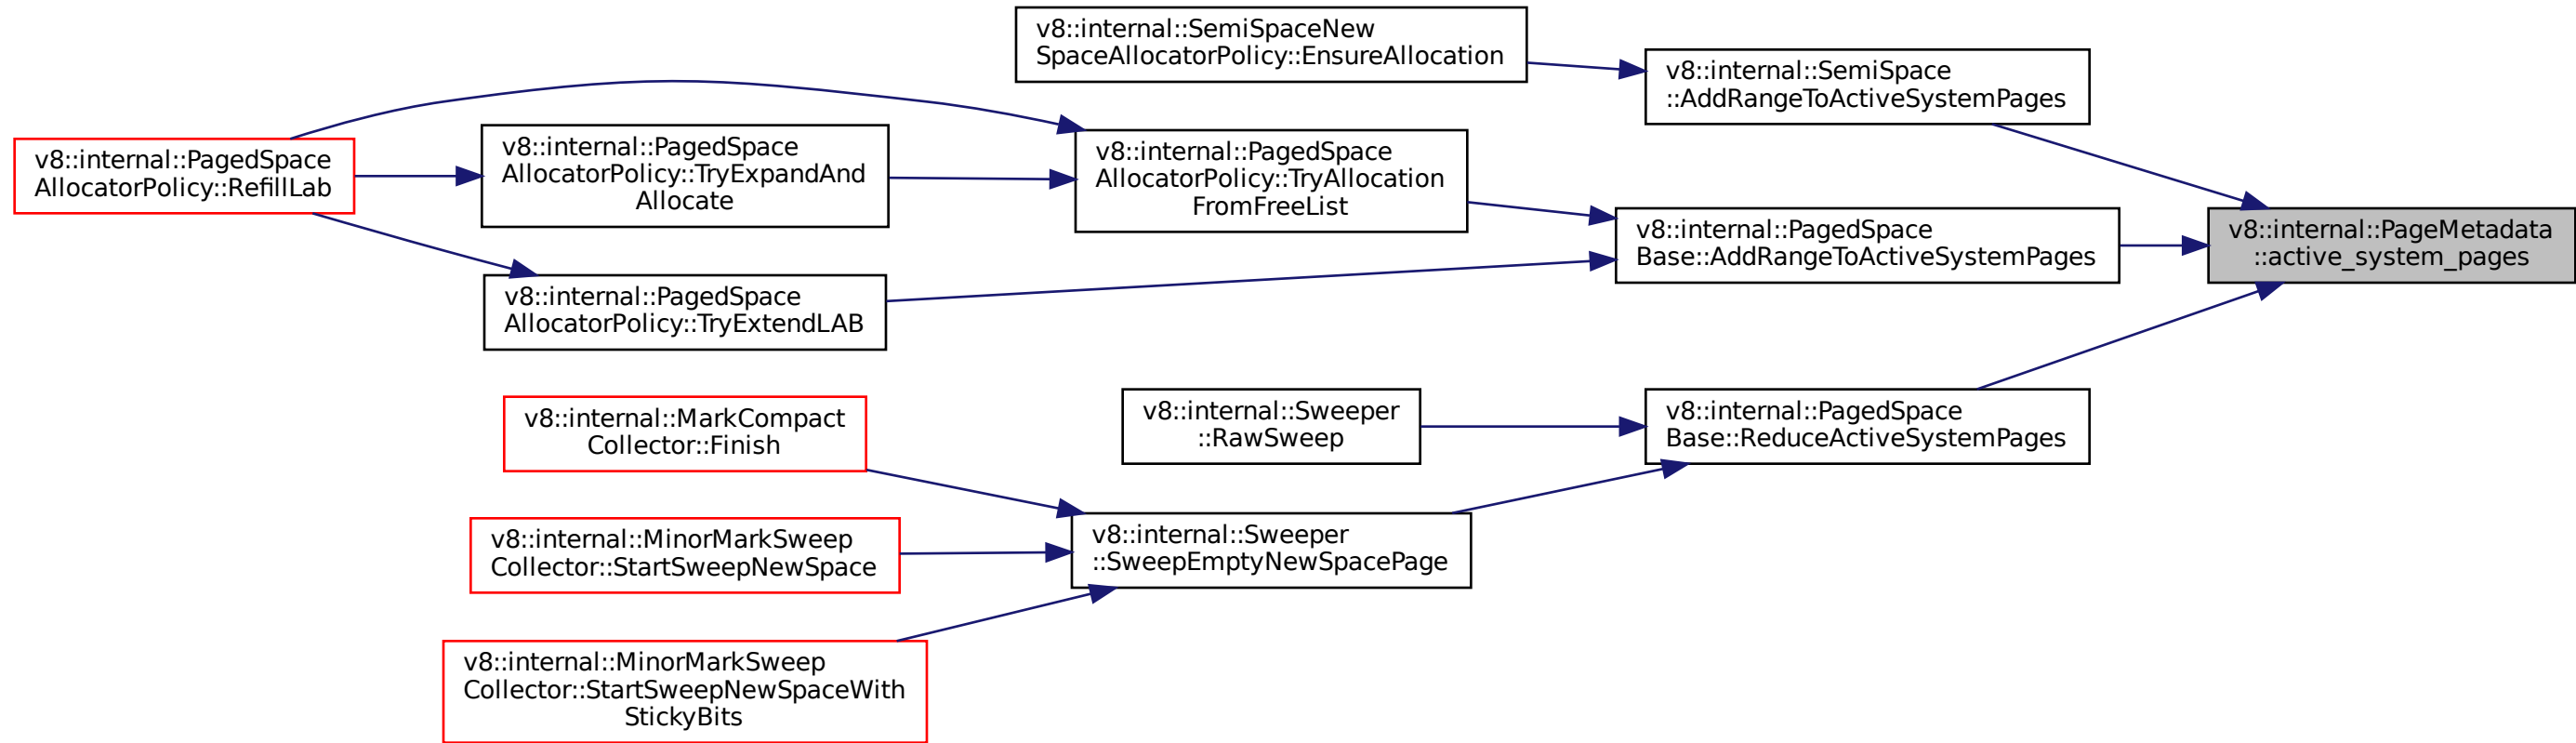 v8::internal::SemiSpaceNew
SpaceAllocatorPolicy::EnsureAllocation
v8::internal::SemiSpace
::AddRangeToActiveSystemPages
v8::internal::PagedSpace
AllocatorPolicy::RefillLab
v8::internal::PagedSpace
AllocatorPolicy::TryExpandAnd
Allocate
v8::internal::PagedSpace
AllocatorPolicy::TryAllocation
FromFreeList
v8::internal::PagedSpace
Base::AddRangeToActiveSystemPages
v8::internal::PageMetadata
::active_system_pages
v8::internal::PagedSpace
AllocatorPolicy::TryExtendLAB
v8::internal::MarkCompact
Collector::Finish
v8::internal::Sweeper
::RawSweep
v8::internal::PagedSpace
Base::ReduceActiveSystemPages
v8::internal::MinorMarkSweep
Collector::StartSweepNewSpace
v8::internal::Sweeper
::SweepEmptyNewSpacePage
v8::internal::MinorMarkSweep
Collector::StartSweepNewSpaceWith
StickyBits